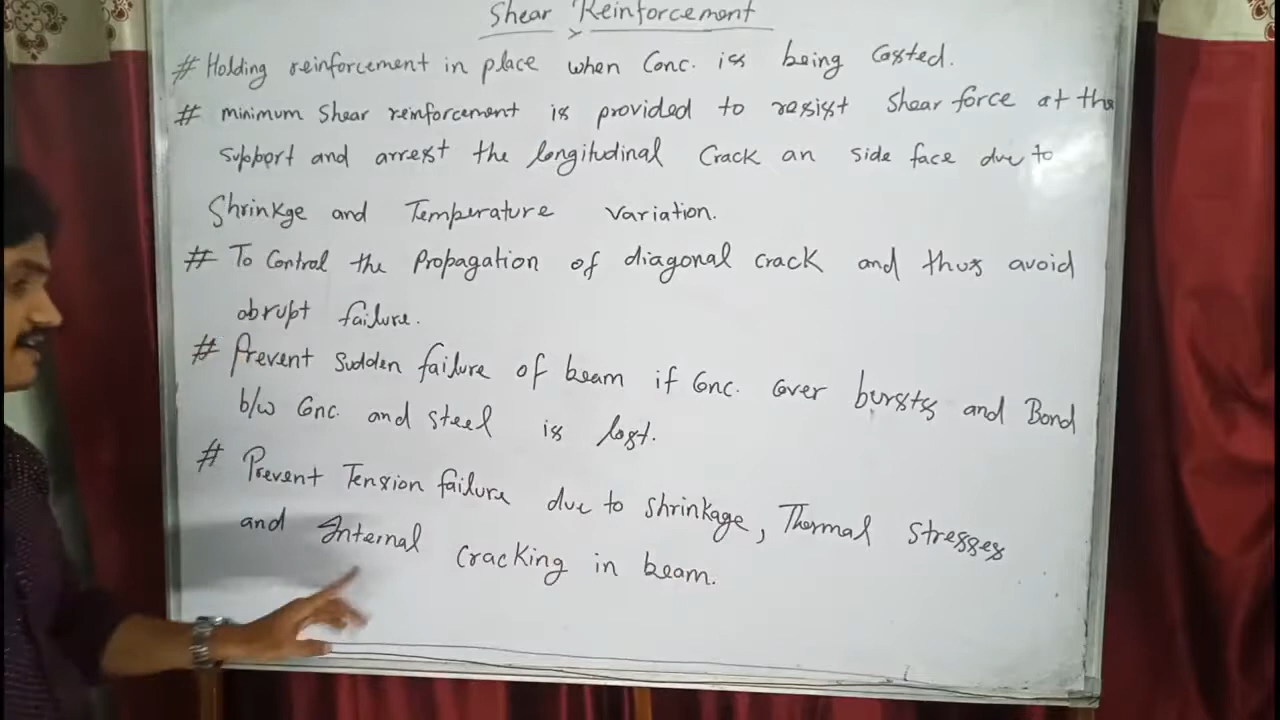 Shear Reinforcement
# Holding reinforcement in place when Conc. is being Casted.
# minimum Shear reinforcement is provided to resist Shear force at the
support and arrest the longitudinal Crack an side face due to
Shrinkge and Temperature variation.
# To Control the Propagation of diagonal crack and thus avoid
obrupt failure.
# Prevent Sudden failure of beam if Conc. Cover bursts and Bond
b/w Conc. and steel is lost.
# Prevent Tension failure due to shrinkage, Thermal Stresses
and Internal Cracking in beam.